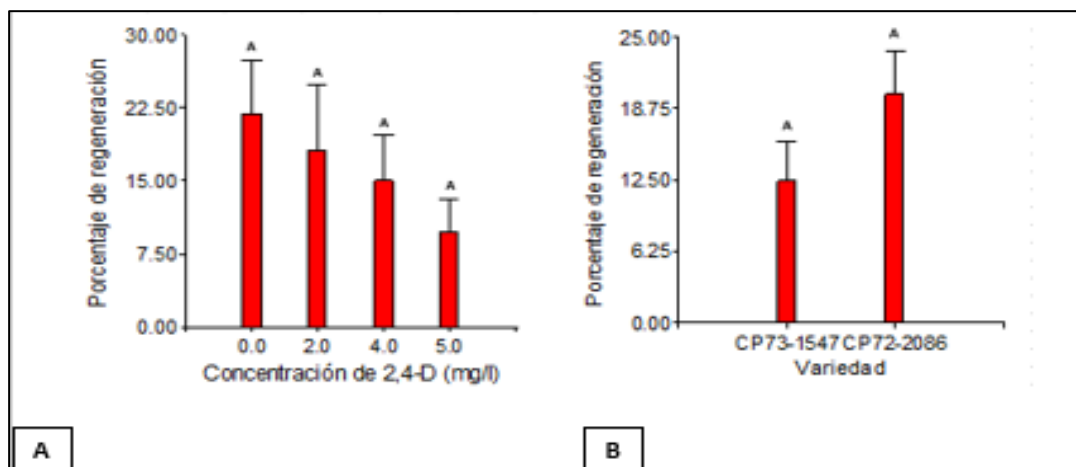 30.00
22.50
15.00
7.50
0.00
Porcentaje de regeneración
A
A
A
A
0.0 2.0 4.0 5.0
Concentración de 2,4-D (mg/l)
A
25.00
18.75
12.50
6.25
0.00
Porcentaje de regeneración
A
A
CP73-1547 CP72-2086
Variedad
B